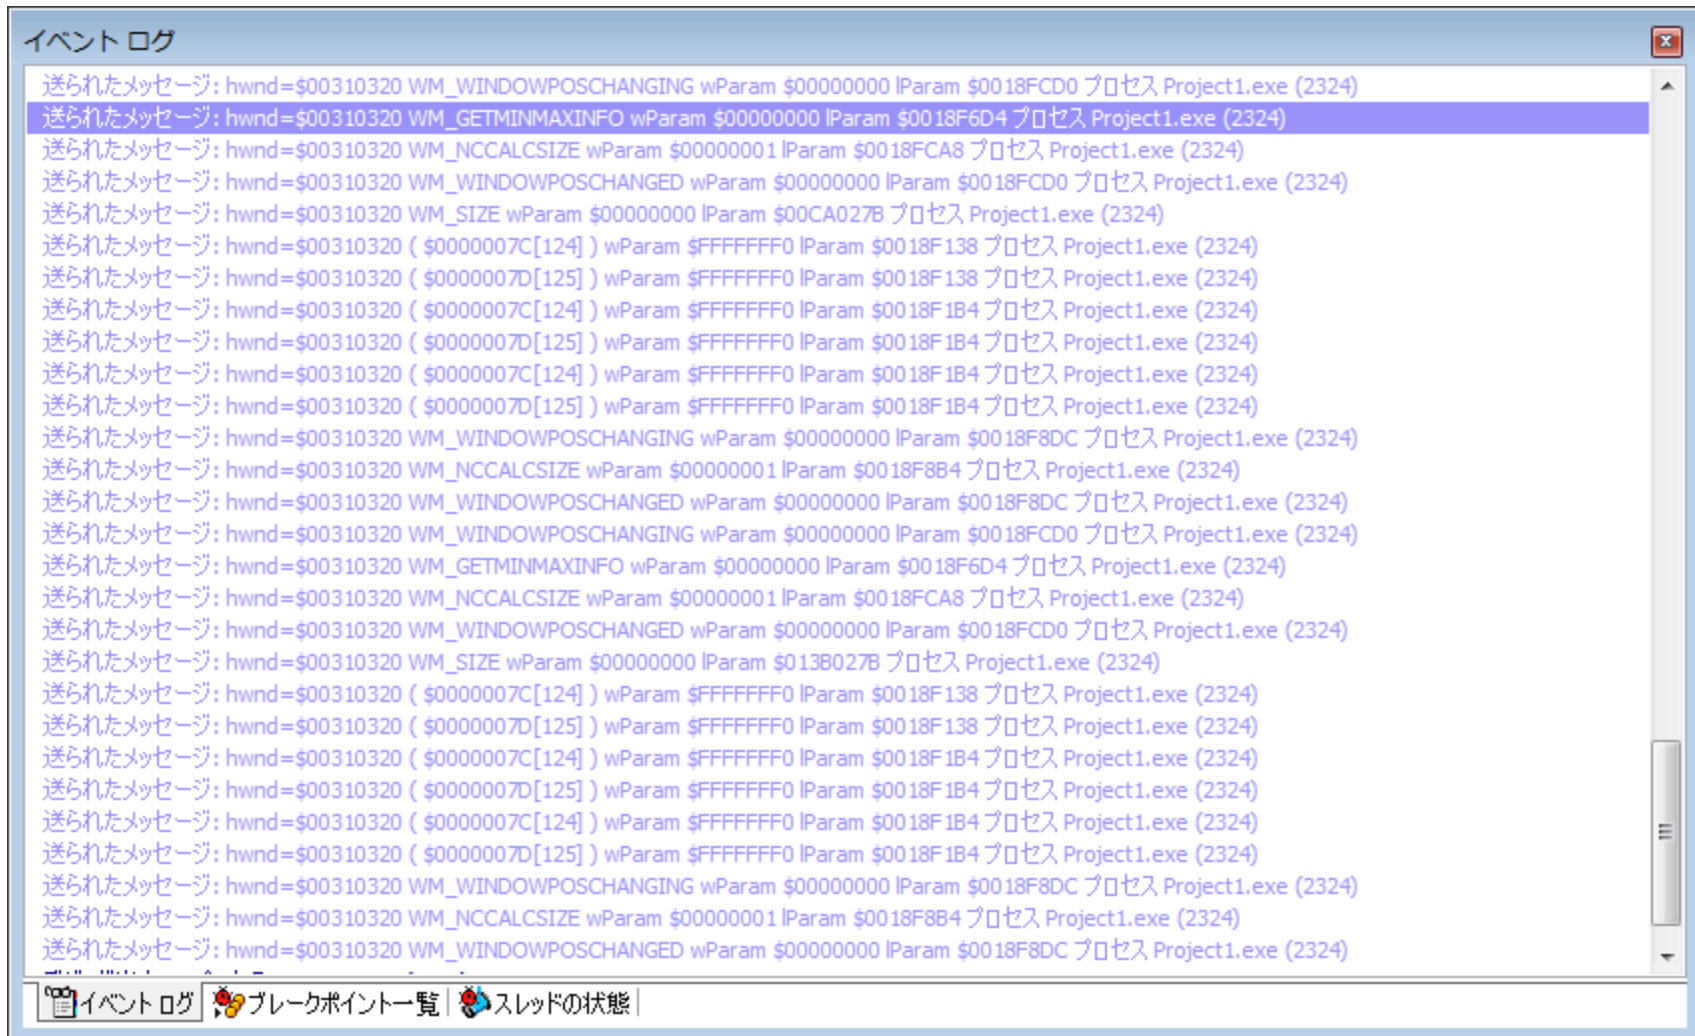 イベント ログ
送られたメッセージ: hwnd=$00310320 WM_WINDOWPOSCHANGING wParam $00000000 lParam $0018FCD0 プロセス Project1.exe (2324)
送られたメッセージ: hwnd=$00310320 WM_GETMINMAXINFO wParam $00000000 lParam $0018F6D4 プロセス Project1.exe (2324)
送られたメッセージ: hwnd=$00310320 WM_NCCALCSIZE wParam $00000001 lParam $0018FCA8 プロセス Project1.exe (2324)
送られたメッセージ: hwnd=$00310320 WM_WINDOWPOSCHANGED wParam $00000000 lParam $0018FCD0 プロセス Project1.exe (2324)
送られたメッセージ: hwnd=$00310320 WM_SIZE wParam $00000000 lParam $00CA027B プロセス Project1.exe (2324)
送られたメッセージ: hwnd=$00310320 ( $0000007C[124] ) wParam $FFFFFFF0 lParam $0018F138 プロセス Project1.exe (2324)
送られたメッセージ: hwnd=$00310320 ( $0000007D[125] ) wParam $FFFFFFF0 lParam $0018F138 プロセス Project1.exe (2324)
送られたメッセージ: hwnd=$00310320 ( $0000007C[124] ) wParam $FFFFFFF0 lParam $0018F1B4 プロセス Project1.exe (2324)
送られたメッセージ: hwnd=$00310320 ( $0000007D[125] ) wParam $FFFFFFF0 lParam $0018F1B4 プロセス Project1.exe (2324)
送られたメッセージ: hwnd=$00310320 ( $0000007C[124] ) wParam $FFFFFFF0 lParam $0018F1B4 プロセス Project1.exe (2324)
送られたメッセージ: hwnd=$00310320 ( $0000007D[125] ) wParam $FFFFFFF0 lParam $0018F1B4 プロセス Project1.exe (2324)
送られたメッセージ: hwnd=$00310320 WM_WINDOWPOSCHANGING wParam $00000000 lParam $0018F8DC プロセス Project1.exe (2324)
送られたメッセージ: hwnd=$00310320 WM_NCCALCSIZE wParam $00000001 lParam $0018F8B4 プロセス Project1.exe (2324)
送られたメッセージ: hwnd=$00310320 WM_WINDOWPOSCHANGED wParam $00000000 lParam $0018F8DC プロセス Project1.exe (2324)
送られたメッセージ: hwnd=$00310320 WM_WINDOWPOSCHANGING wParam $00000000 lParam $0018FCD0 プロセス Project1.exe (2324)
送られたメッセージ: hwnd=$00310320 WM_GETMINMAXINFO wParam $00000000 lParam $0018F6D4 プロセス Project1.exe (2324)
送られたメッセージ: hwnd=$00310320 WM_NCCALCSIZE wParam $00000001 lParam $0018FCA8 プロセス Project1.exe (2324)
送られたメッセージ: hwnd=$00310320 WM_WINDOWPOSCHANGED wParam $00000000 lParam $0018FCD0 プロセス Project1.exe (2324)
送られたメッセージ: hwnd=$00310320 WM_SIZE wParam $00000000 lParam $013B027B プロセス Project1.exe (2324)
送られたメッセージ: hwnd=$00310320 ( $0000007C[124] ) wParam $FFFFFFF0 lParam $0018F138 プロセス Project1.exe (2324)
送られたメッセージ: hwnd=$00310320 ( $0000007D[125] ) wParam $FFFFFFF0 lParam $0018F138 プロセス Project1.exe (2324)
送られたメッセージ: hwnd=$00310320 ( $0000007C[124] ) wParam $FFFFFFF0 lParam $0018F1B4 プロセス Project1.exe (2324)
送られたメッセージ: hwnd=$00310320 ( $0000007D[125] ) wParam $FFFFFFF0 lParam $0018F1B4 プロセス Project1.exe (2324)
送られたメッセージ: hwnd=$00310320 ( $0000007C[124] ) wParam $FFFFFFF0 lParam $0018F1B4 プロセス Project1.exe (2324)
送られたメッセージ: hwnd=$00310320 ( $0000007D[125] ) wParam $FFFFFFF0 lParam $0018F1B4 プロセス Project1.exe (2324)
送られたメッセージ: hwnd=$00310320 WM_WINDOWPOSCHANGING wParam $00000000 lParam $0018F8DC プロセス Project1.exe (2324)
送られたメッセージ: hwnd=$00310320 WM_NCCALCSIZE wParam $00000001 lParam $0018F8B4 プロセス Project1.exe (2324)
送られたメッセージ: hwnd=$00310320 WM_WINDOWPOSCHANGED wParam $00000000 lParam $0018F8DC プロセス Project1.exe (2324)
イベント ログ ブレークポイント一覧 スレッドの状態